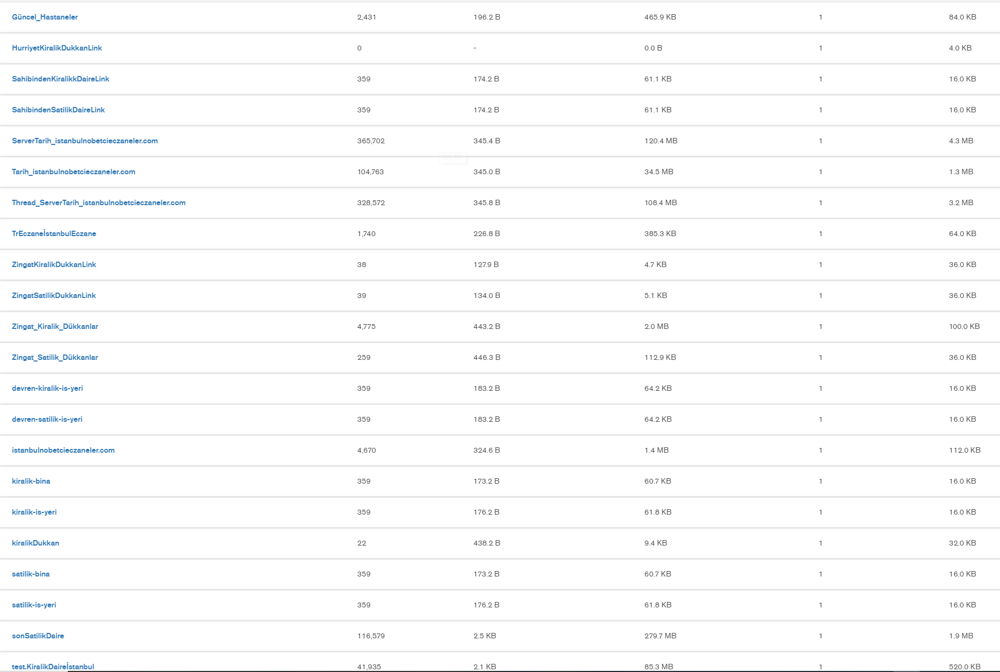 Güncel_Hastaneler 2,431 196.2 B 465.9 KB 1 84.0 KB
HurriyetKiralikDukkanLink 0 - 0.0 B 1 4.0 KB
SahibindenKiralikkDaireLink 359 174.2 B 61.1 KB 1 16.0 KB
SahibindenSatilikDaireLink 359 174.2 B 61.1 KB 1 16.0 KB
ServerTarih_istanbulnobetcieczaneler.com 365,702 345.4 B 120.4 MB 1 4.3 MB
Tarih_istanbulnobetcieczaneler.com 104,763 345.0 B 34.5 MB 1 1.3 MB
Thread_ServerTarih_istanbulnobetcieczaneler.com 328,572 345.8 B 108.4 MB 1 3.2 MB
TrEczaneİstanbulEczane 1,740 226.8 B 385.3 KB 1 64.0 KB
ZingatKiralikDukkanLink 38 127.9 B 4.7 KB 1 36.0 KB
ZingatSatilikDukkanLink 39 134.0 B 5.1 KB 1 36.0 KB
Zingat_Kiralik_Dükkanlar 4,775 443.2 B 2.0 MB 1 100.0 KB
Zingat_Satilik_Dükkanlar 259 446.3 B 112.9 KB 1 36.0 KB
devren-kiralik-is-yeri 359 183.2 B 64.2 KB 1 16.0 KB
devren-satilik-is-yeri 359 183.2 B 64.2 KB 1 16.0 KB
istanbulnobetcieczaneler.com 4,670 324.6 B 1.4 MB 1 112.0 KB
kiralik-bina 359 173.2 B 60.7 KB 1 16.0 KB
kiralik-is-yeri 359 176.2 B 61.8 KB 1 16.0 KB
kiralikDukkan 22 438.2 B 9.4 KB 1 32.0 KB
satilik-bina 359 173.2 B 60.7 KB 1 16.0 KB
satilik-is-yeri 359 176.2 B 61.8 KB 1 16.0 KB
sonSatilikDaire 116,579 2.5 KB 279.7 MB 1 1.9 MB
test.KiralikDaireİstanbul 41,935 2.1 KB 85.3 MB 1 520.0 KB